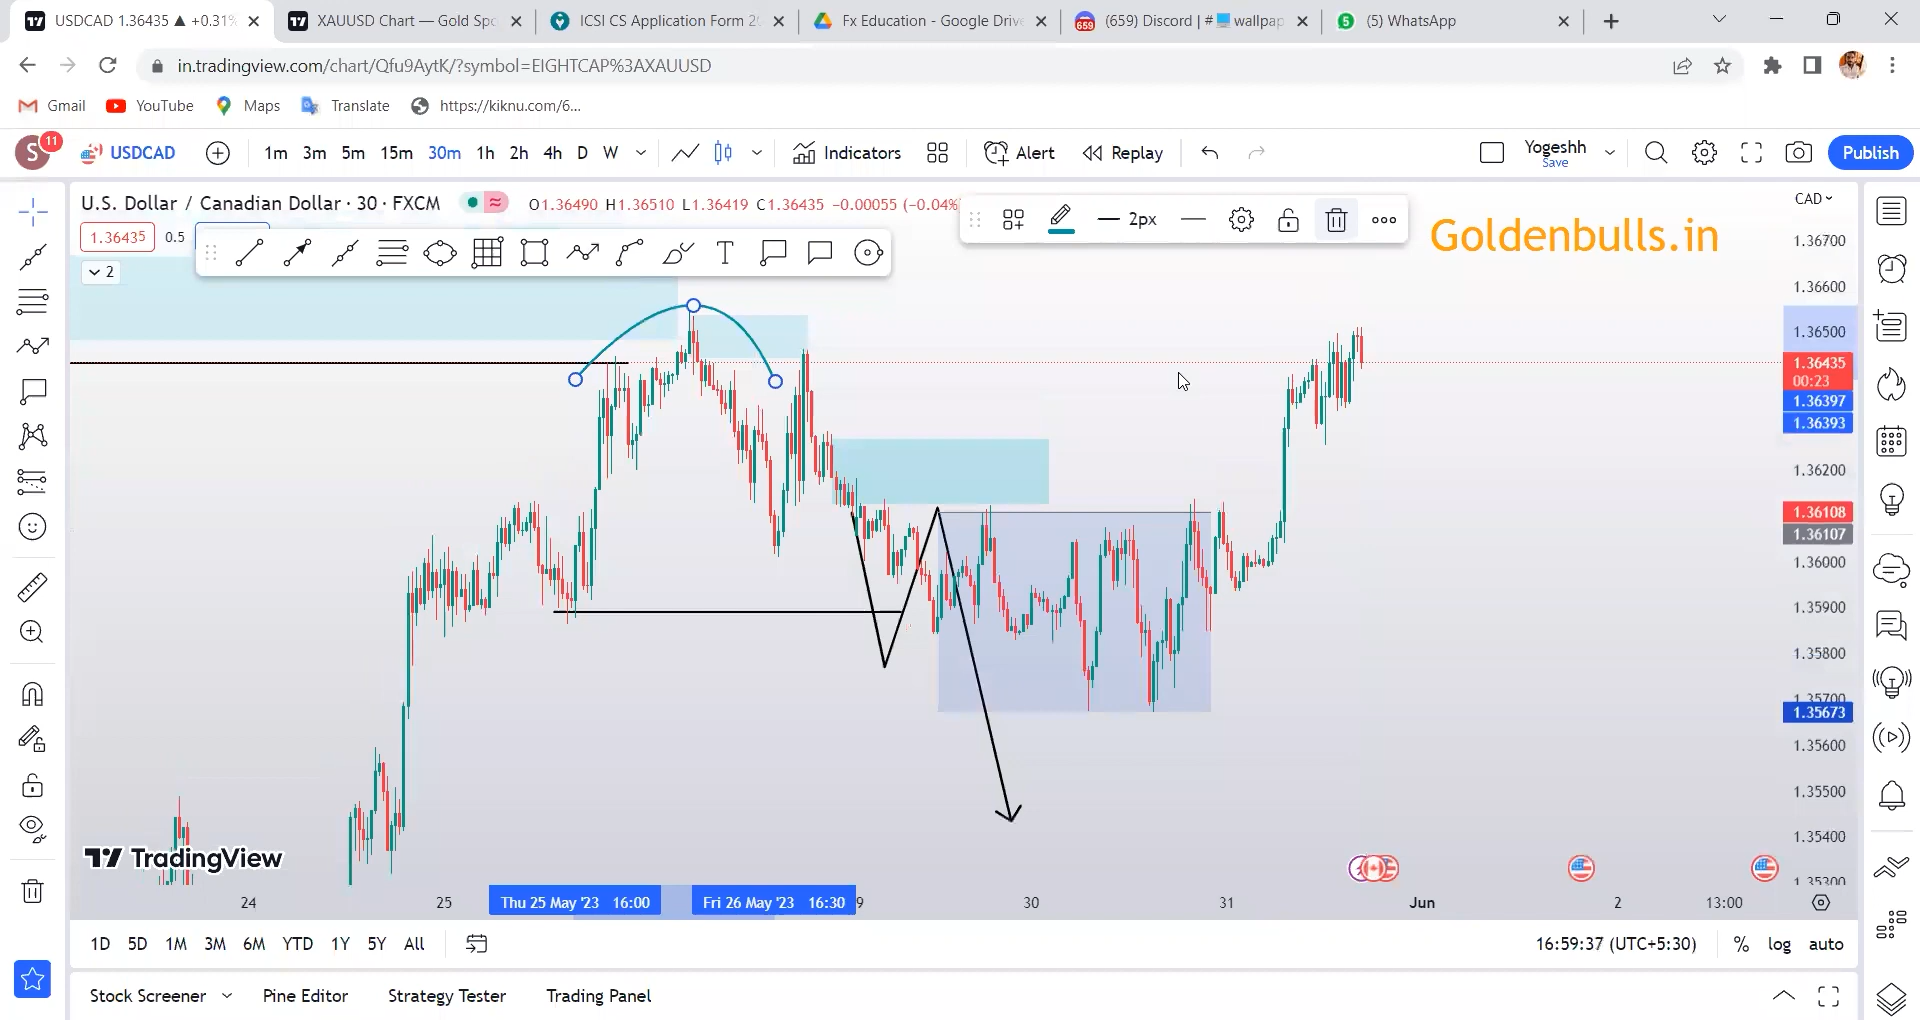 USDCAD 1.36435 ▲ +0.31%
XAUUSD Chart — Gold Spo
ICSI CS Application Form 2
Fx Education - Google Drive
(659) Discord | #🖥️wallpap
(5) WhatsApp
in.tradingview.com/chart/Qfu9AytK/?symbol=EIGHTCAP%3AXAUUSD
Gmail YouTube Maps Translate https://kiknu.com/6...
S 11 USDCAD 1m 3m 5m 15m 30m 1h 2h 4h D W Indicators Alert Replay Yogeshh Save Publish
U.S. Dollar / Canadian Dollar · 30 · FXCM O1.36490 H1.36510 L1.36419 C1.36435 −0.00055 (−0.04%
CAD
1.36435 0.5
2px
Goldenbulls.in
2
1.36700
1.36600
1.36500
1.36435
00:23
1.36397
1.36393
1.36200
1.36108
1.36107
1.36000
1.35900
1.35800
1.35700
1.35673
1.35600
1.35500
1.35400
1.35300
TradingView
24 25 Thu 25 May '23 16:00 Fri 26 May '23 16:30 9 30 31 Jun 2 13:00
1D 5D 1M 3M 6M YTD 1Y 5Y All 16:59:37 (UTC+5:30) % log auto
Stock Screener Pine Editor Strategy Tester Trading Panel